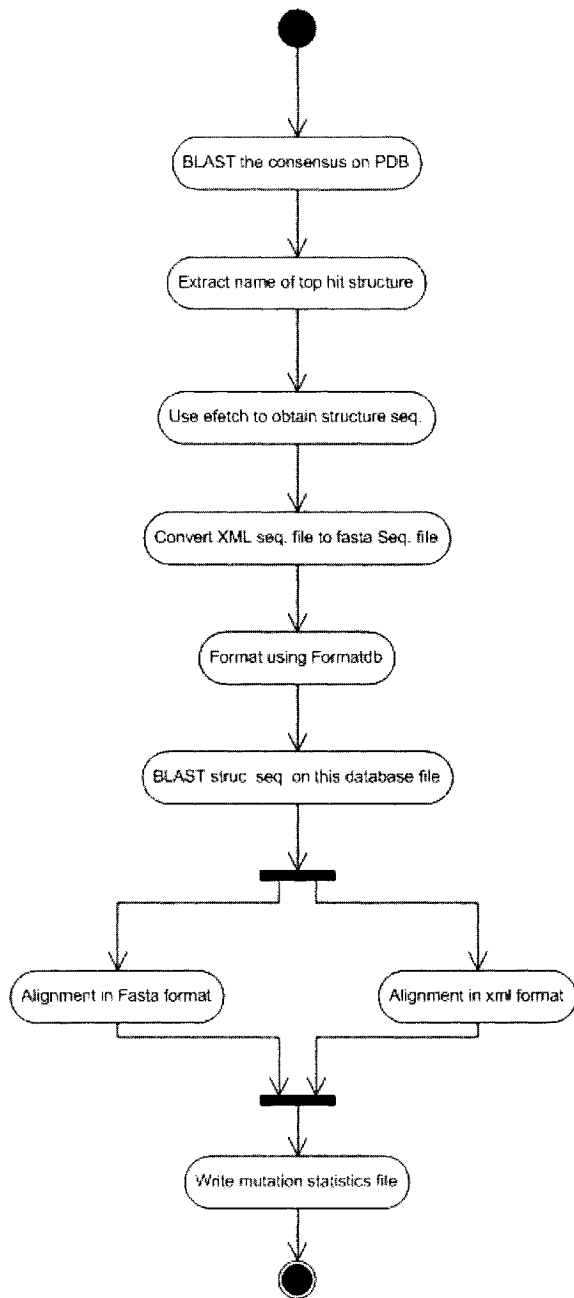 BLAST the consensus on PDB
Extract name of top hit structure
Use efetch to obtain structure seq.
Convert XML seq. file to fasta Seq. file
Format using Formatdb
BLAST struc seq on this database file
Alignment in Fasta format
Alignment in xml format
Write mutation statistics file